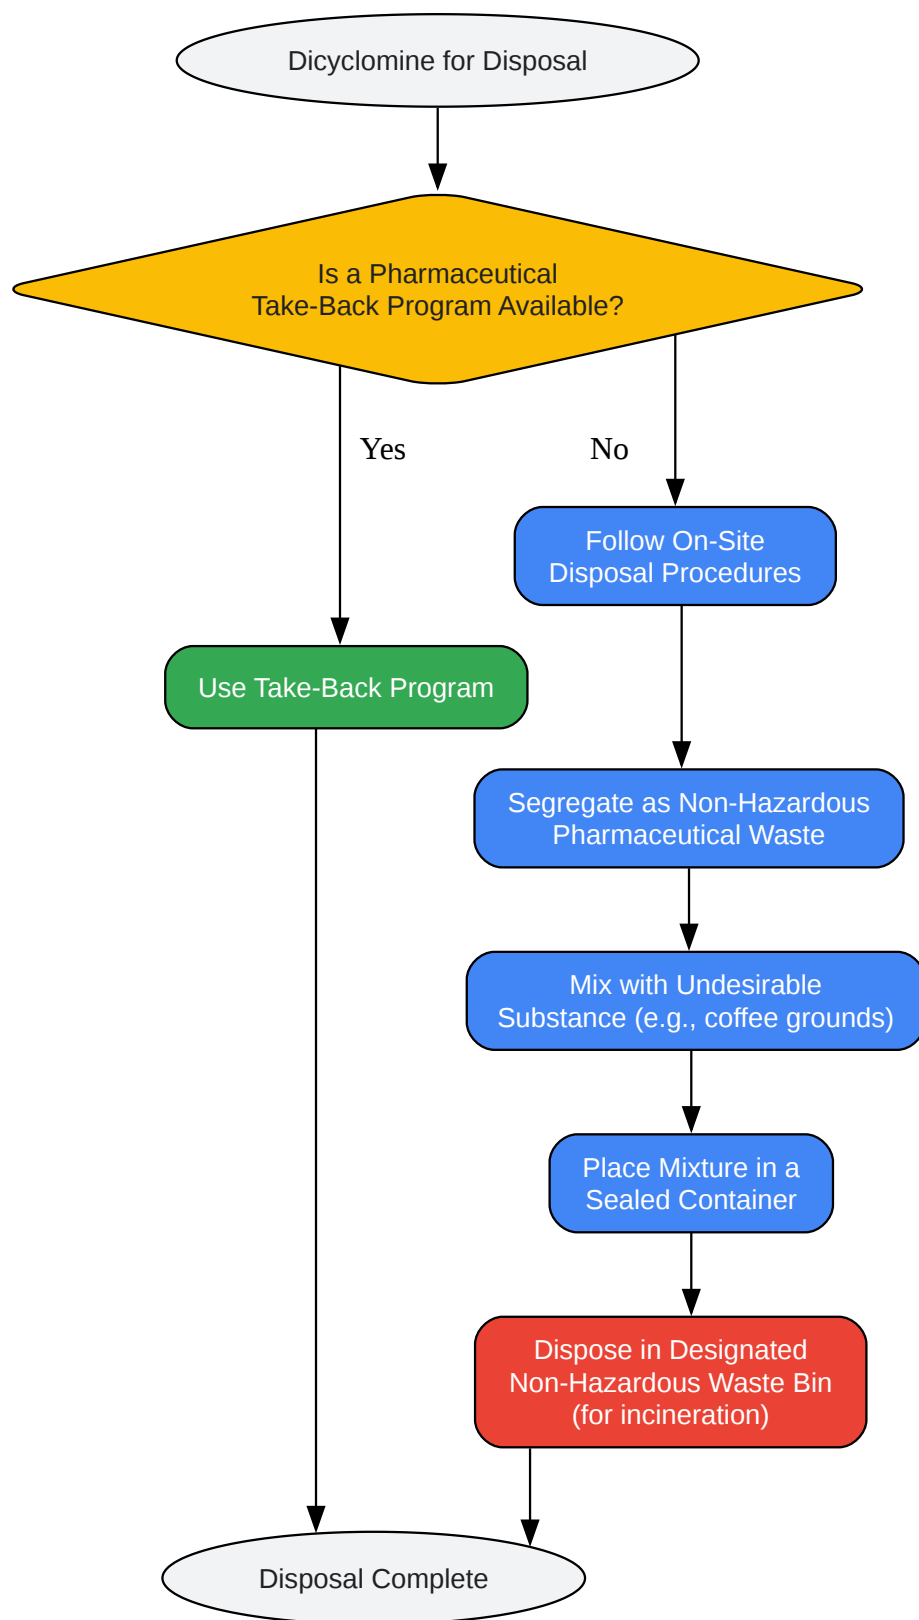 Dicyclomine for Disposal
Is a Pharmaceutical
Take-Back Program Available?
Yes
No
Follow On-Site
Disposal Procedures
Use Take-Back Program
Segregate as Non-Hazardous
Pharmaceutical Waste
Mix with Undesirable
Substance (e.g., coffee grounds)
Place Mixture in a
Sealed Container
Dispose in Designated
Non-Hazardous Waste Bin
(for incineration)
Disposal Complete